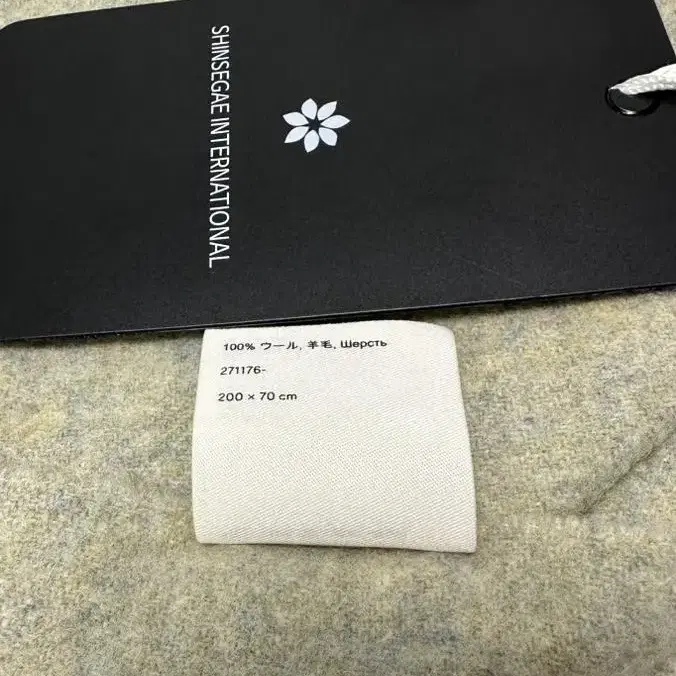 SHINSEGAE INTERNATIONAL
100% ウール, 羊毛, Шерсть
271176-
200 × 70 cm